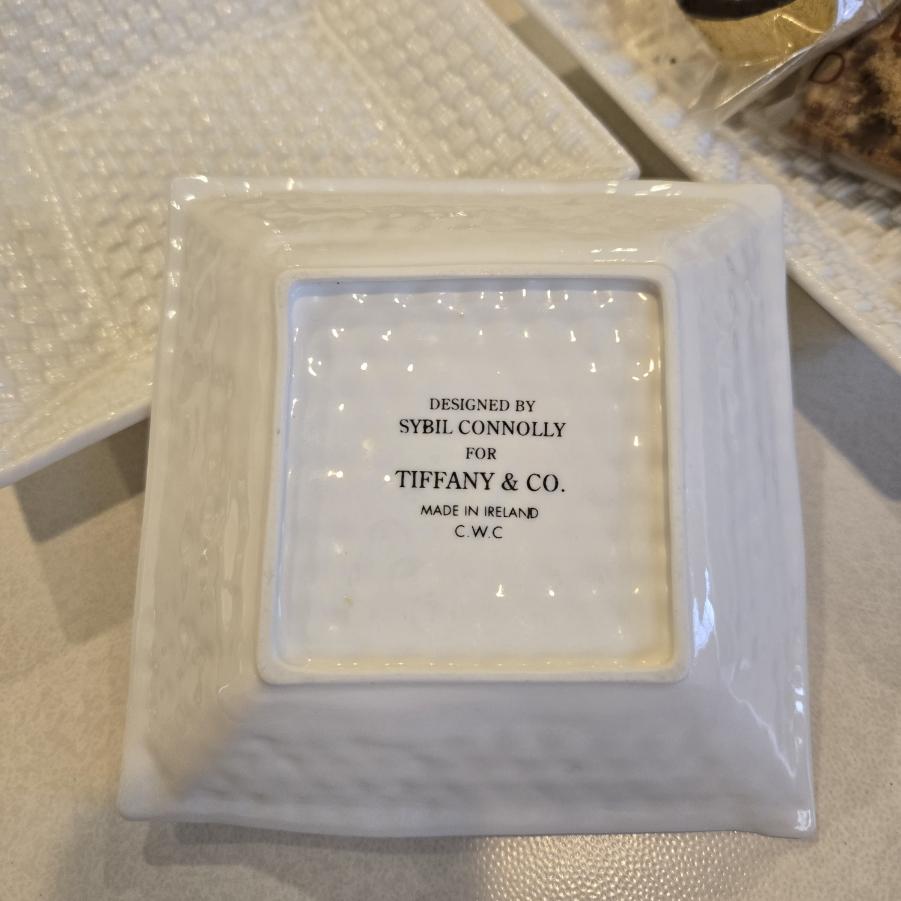 DESIGNED BY
SYBIL CONNOLLY
FOR
TIFFANY & CO.
MADE IN IRELAND
C.W.C